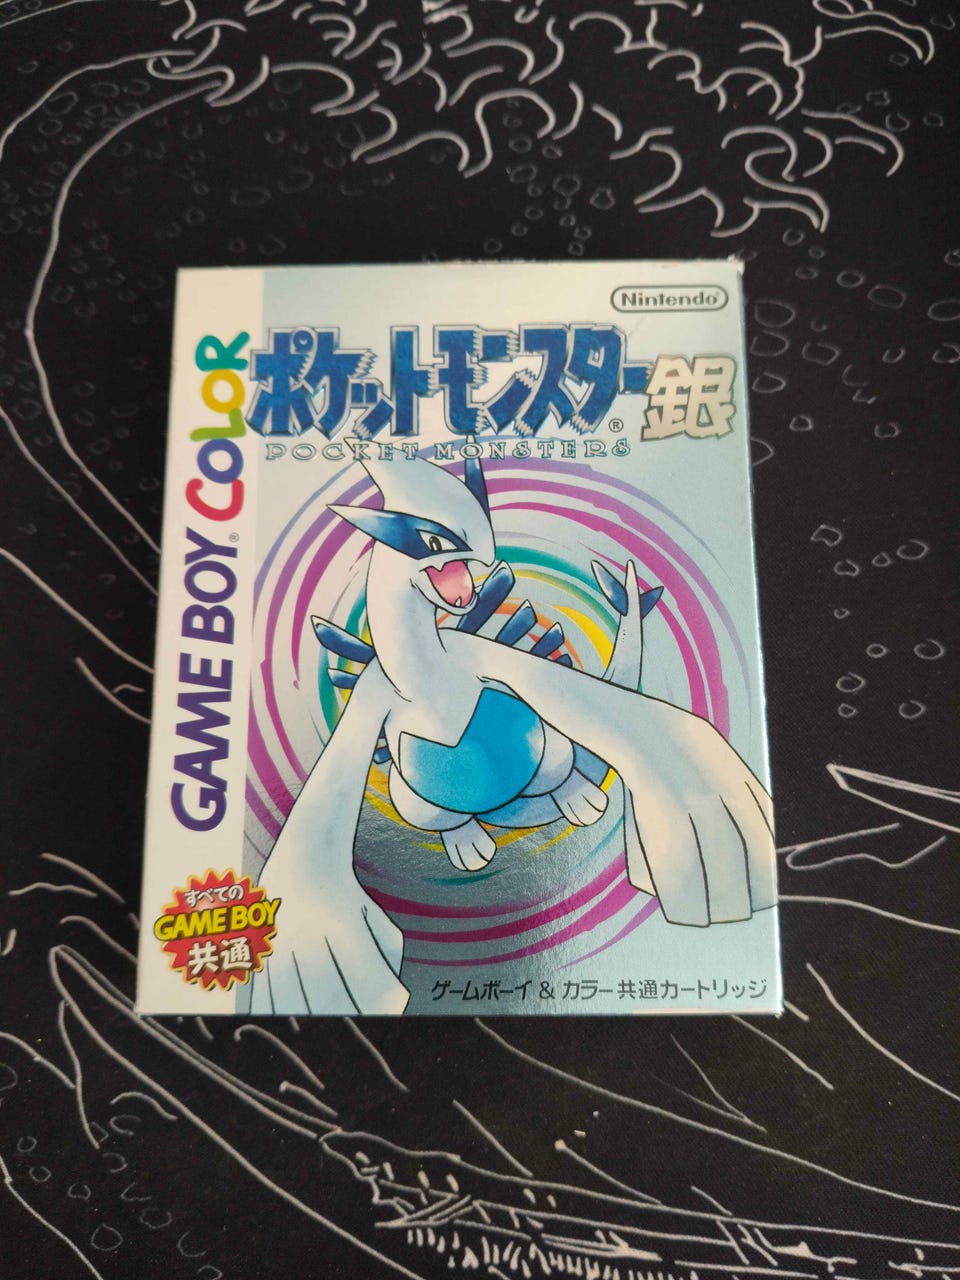 Nintendo®
ポケットモンスター®銀
POCKET MONSTERS
GAME BOY® COLOR
すべての
GAME BOY
共通
ゲームボーイ & カラー共通カートリッジ